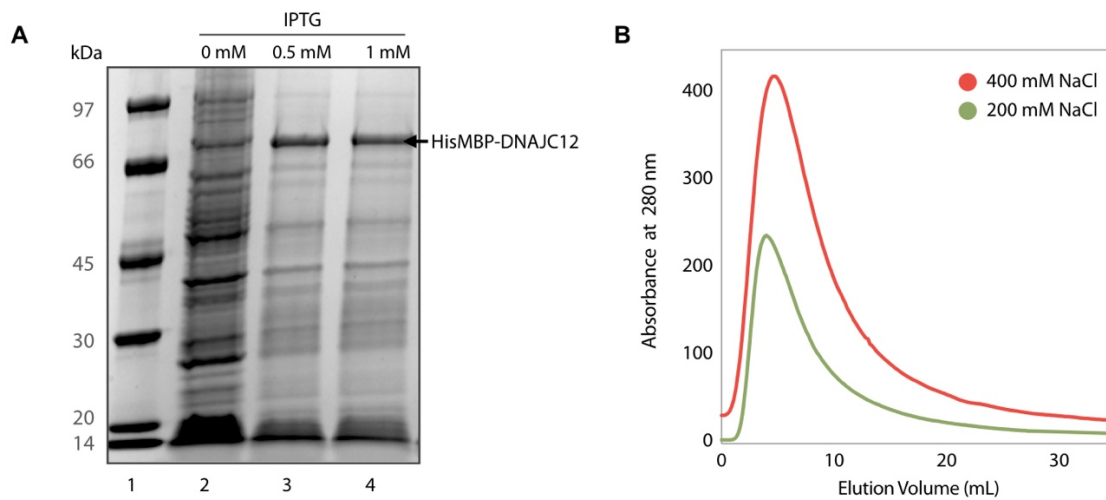 A
IPTG
kDa
0 mM 0.5 mM 1 mM
97
66
45
30
20
14
HisMBP-DNAJC12
1 2 3 4
B
Absorbance at 280 nm
400
300
200
100
0
400 mM NaCl
200 mM NaCl
0 10 20 30
Elution Volume (mL)